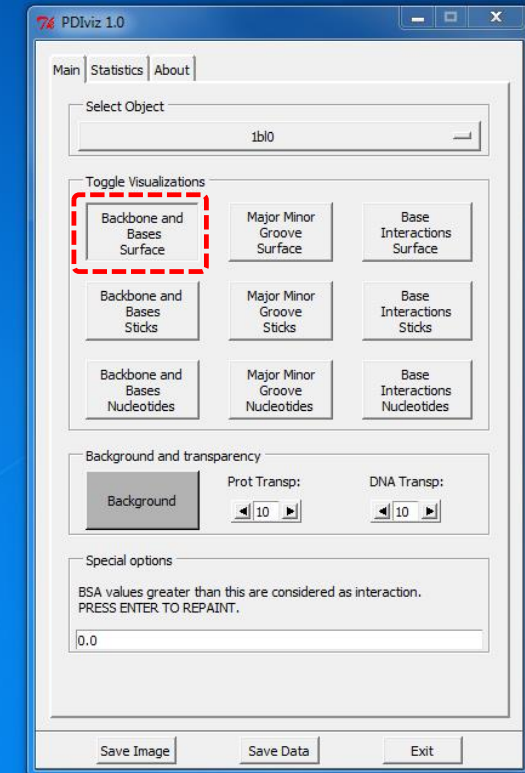 PDIviz 1.0
Main Statistics About
Select Object
1bl0
Toggle Visualizations
Backbone and
Bases
Surface
Major Minor
Groove
Surface
Base
Interactions
Surface
Backbone and
Bases
Sticks
Major Minor
Groove
Sticks
Base
Interactions
Sticks
Backbone and
Bases
Nucleotides
Major Minor
Groove
Nucleotides
Base
Interactions
Nucleotides
Background and transparency
Background
Prot Transp:
10
DNA Transp:
10
Special options
BSA values greater than this are considered as interaction.
PRESS ENTER TO REPAINT.
0.0
Save Image Save Data Exit